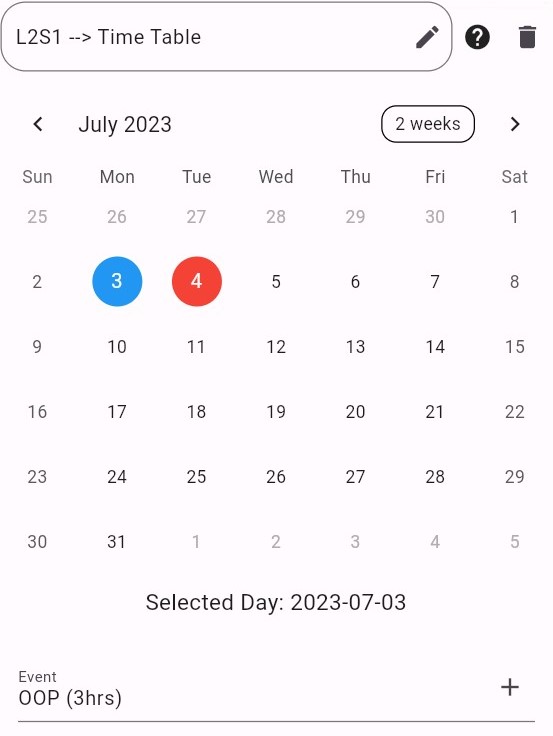 L2S1 --> Time Table
?
July 2023
2 weeks
Sun Mon Tue Wed Thu Fri Sat
25 26 27 28 29 30 1
2 3 4 5 6 7 8
9 10 11 12 13 14 15
16 17 18 19 20 21 22
23 24 25 26 27 28 29
30 31 1 2 3 4 5
Selected Day: 2023-07-03
Event
OOP (3hrs)